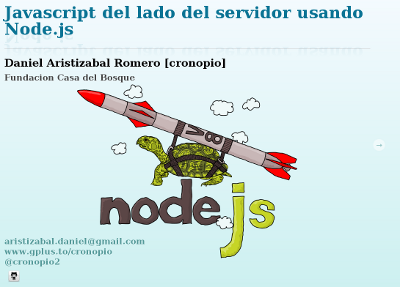 Javascript del lado del servidor usando
Node.js
Daniel Aristizabal Romero [cronopio]
Fundacion Casa del Bosque
V8
node.js
aristizabal.daniel@gmail.com
www.gplus.to/cronopio
@cronopio2